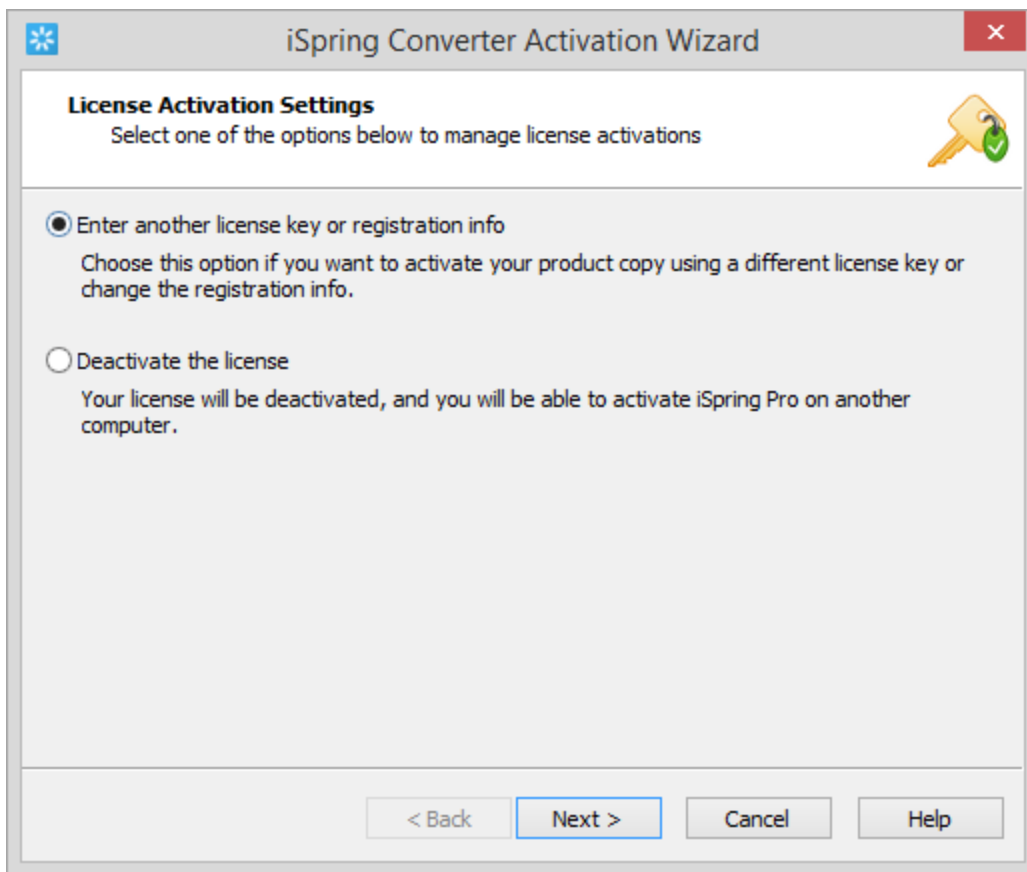 iSpring Converter Activation Wizard
License Activation Settings
Select one of the options below to manage license activations
Enter another license key or registration info
Choose this option if you want to activate your product copy using a different license key or
change the registration info.
Deactivate the license
Your license will be deactivated, and you will be able to activate iSpring Pro on another
computer.
< Back Next > Cancel Help